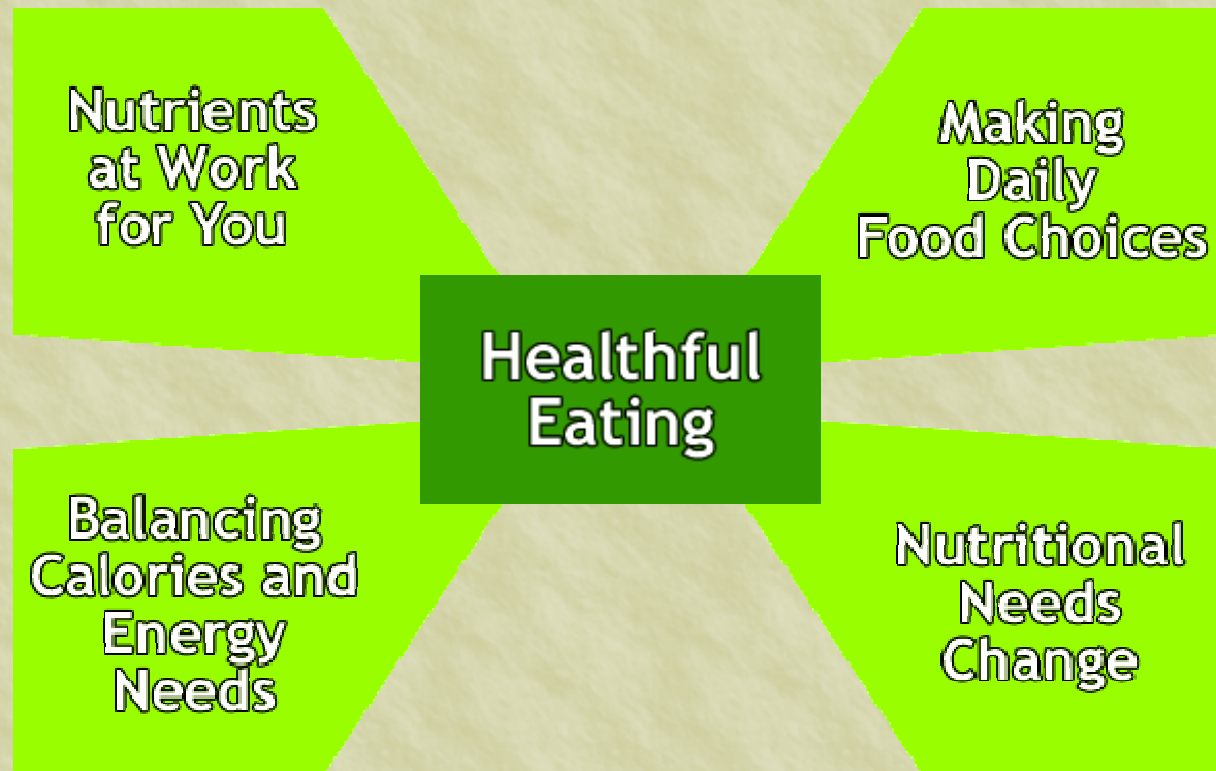 Nutrients
at Work
for You
Making
Daily
Food Choices
Healthful
Eating
Balancing
Calories and
Energy
Needs
Nutritional
Needs
Change